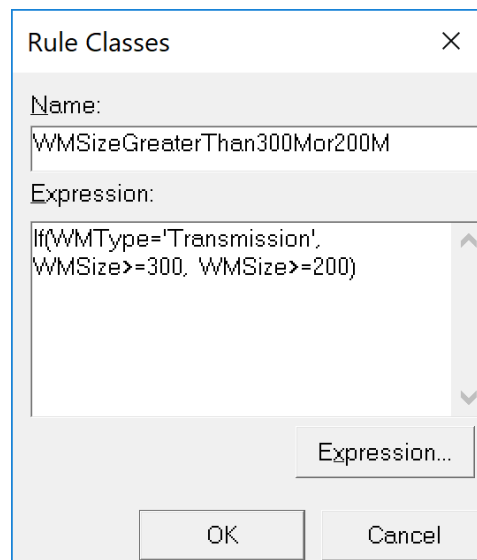 Rule Classes
Name:
WMSizeGreaterThan300Mor200M
Expression:
If(WMType='Transmission',
WMSize>=300, WMSize>=200)
Expression...
OK
Cancel